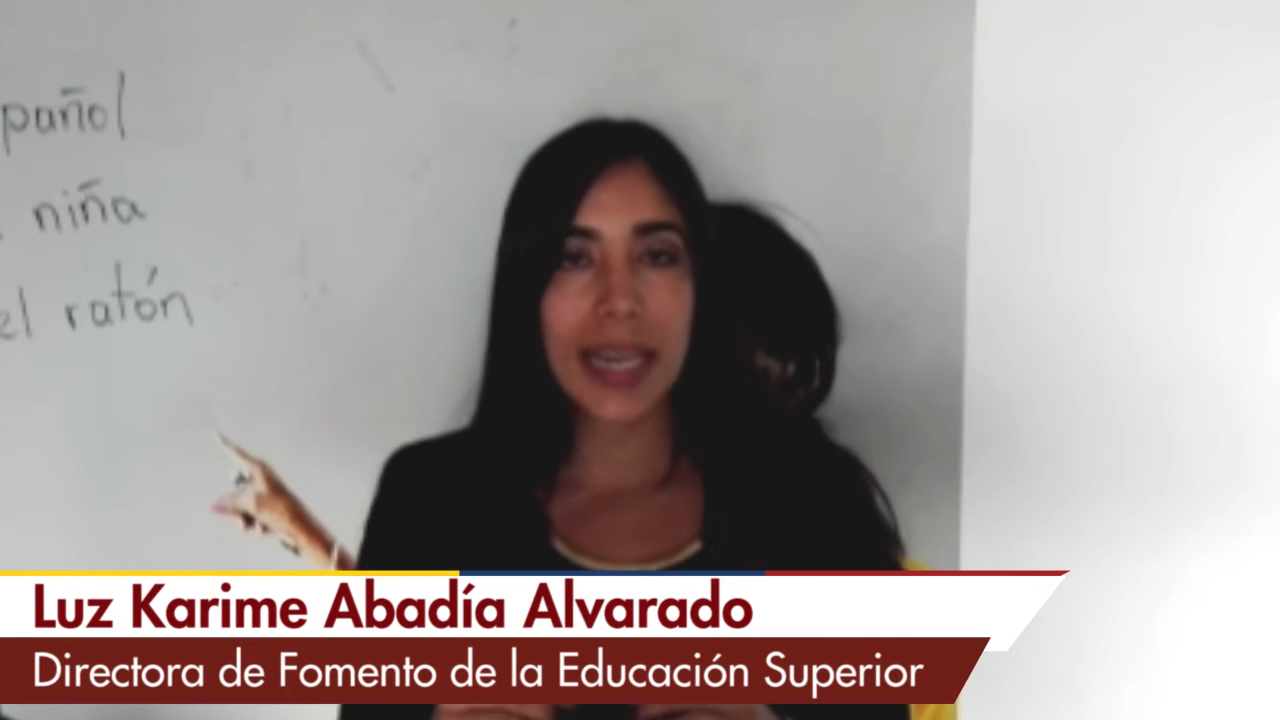 pañol
niña
el ratón
Luz Karime Abadía Alvarado
Directora de Fomento de la Educación Superior